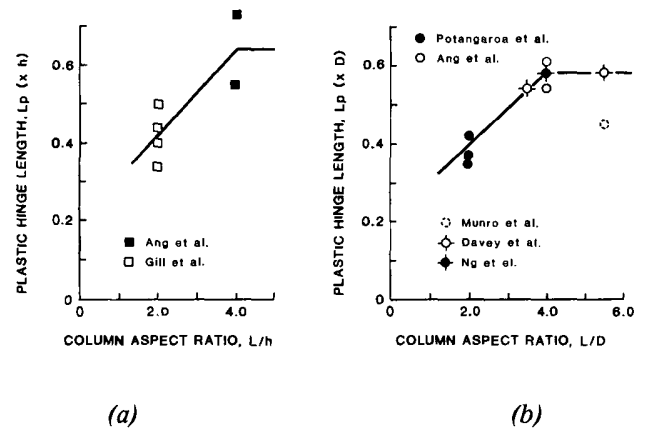 PLASTIC HINGE LENGTH, Lp (x h)
0.6
0.4
0.2
0
0 2.0 4.0
■ Ang et al.
□ Gill et al.
COLUMN ASPECT RATIO, L/h
(a)
PLASTIC HINGE LENGTH, Lp (x D)
Potangaroa et al.
Ang et al.
0.6
0.4
0.2
0
0 2.0 4.0 6.0
Munro et al.
Davey et al.
Ng et el.
COLUMN ASPECT RATIO, L/D
(b)